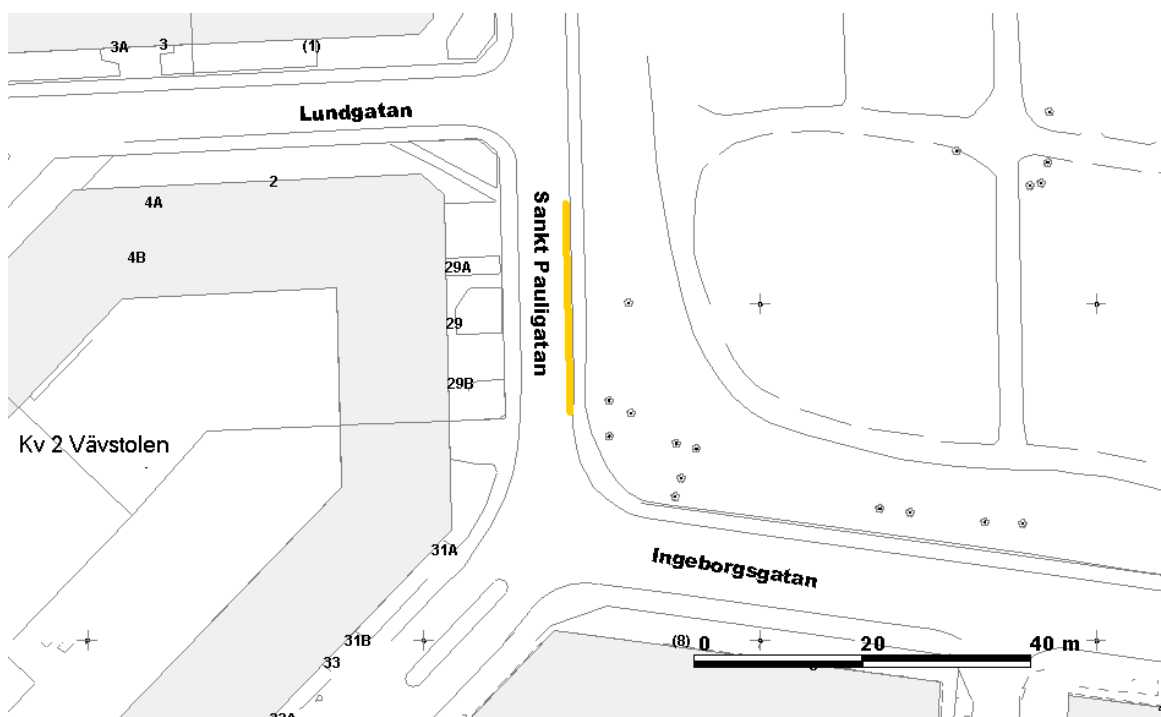 3A 3 (1)
Lundgatan
2
4A
4B
Sankt Pauligatan
29A
29
29B
Kv 2 Vävstolen
31A
Ingeborgsgatan
31B
(8) 0 20 40 m
33